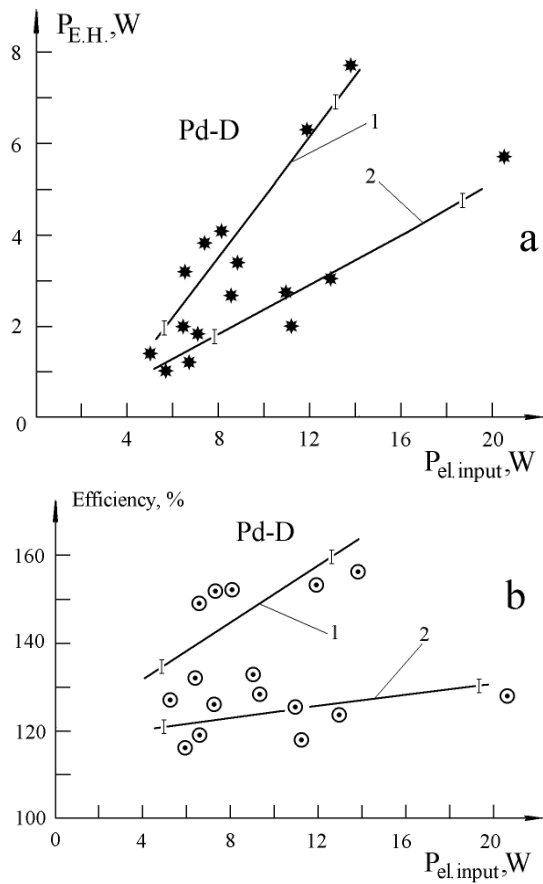 P_E.H.,W
8
Pd-D
1
6
2
a
4
2
0
4 8 12 16 20
P_el.input,W
Efficiency, %
Pd-D
160
b
2
1
140
120
100
0 4 8 12 16 20
P_el.input,W